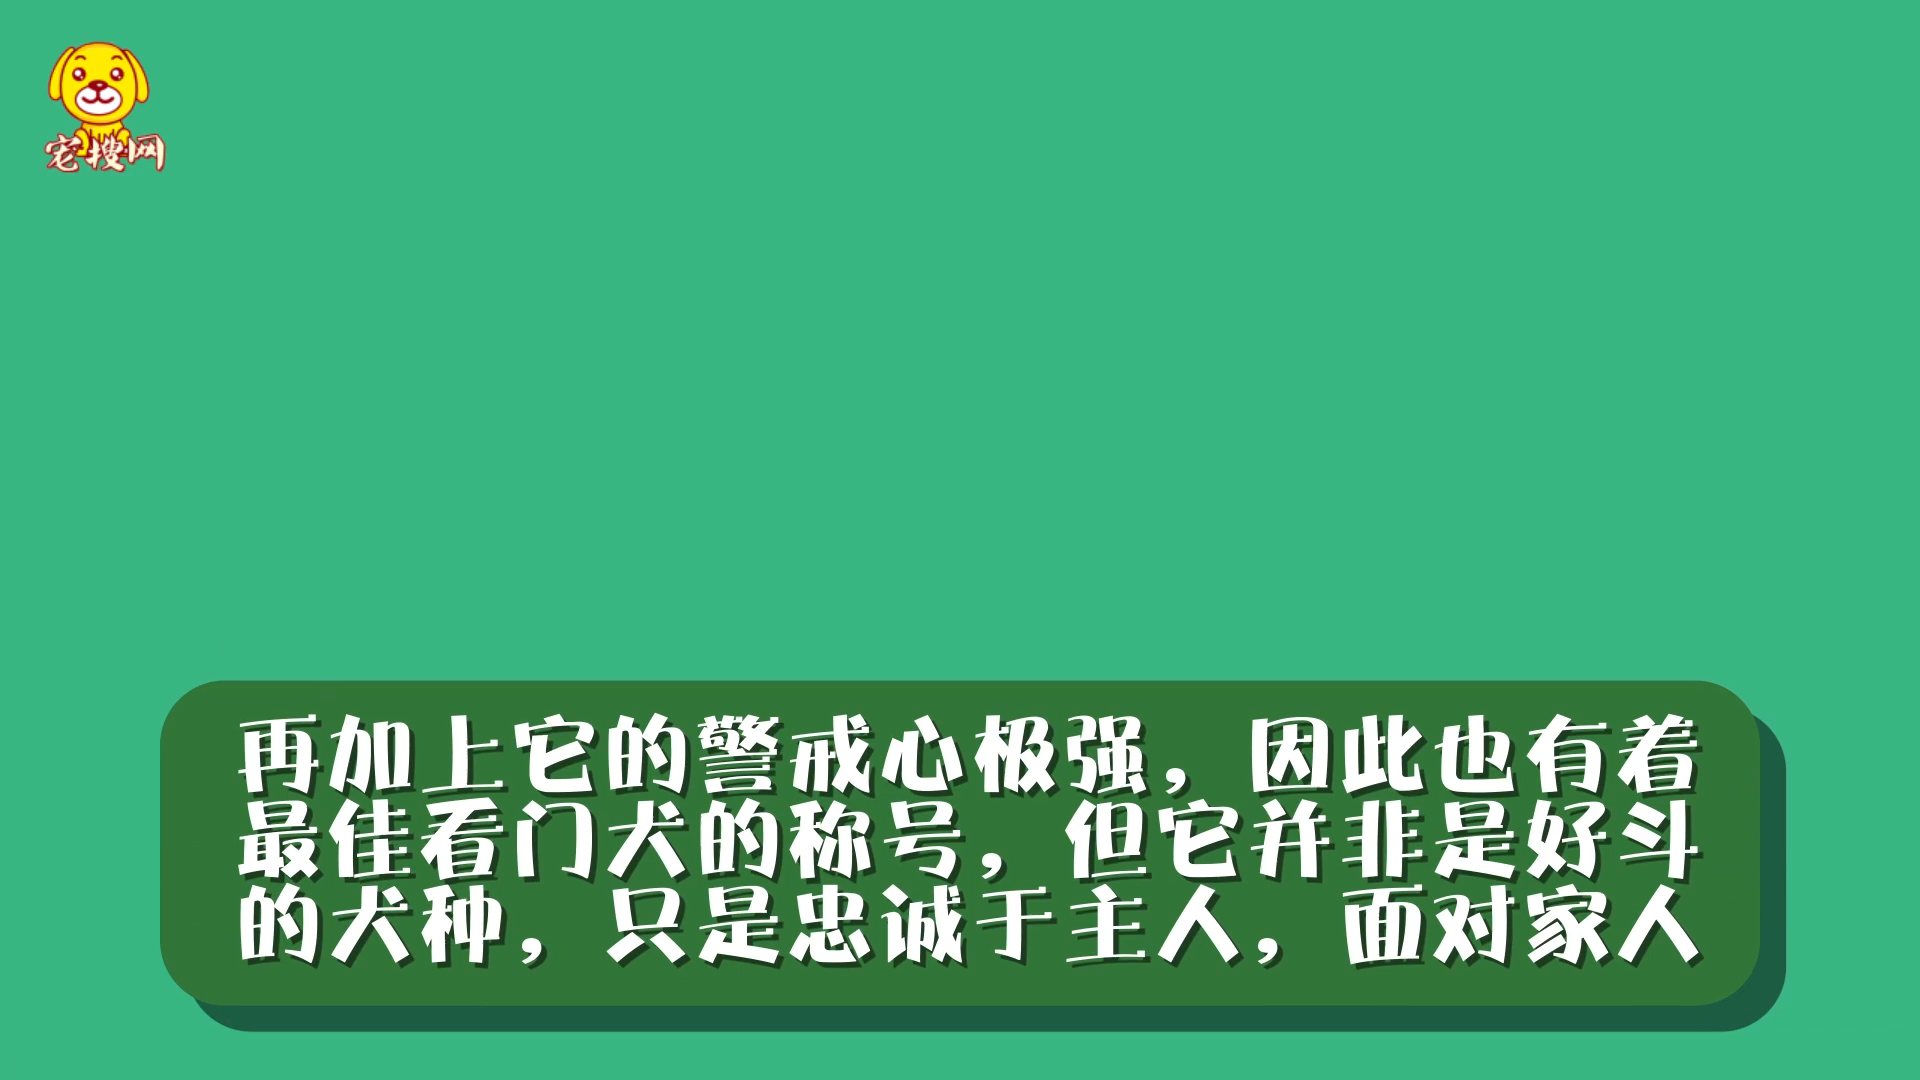 宠搜网
再加上它的警戒心极强，因此也有着
最佳看门犬的称号，但它并非是好斗
的犬种，只是忠诚于主人，面对家人